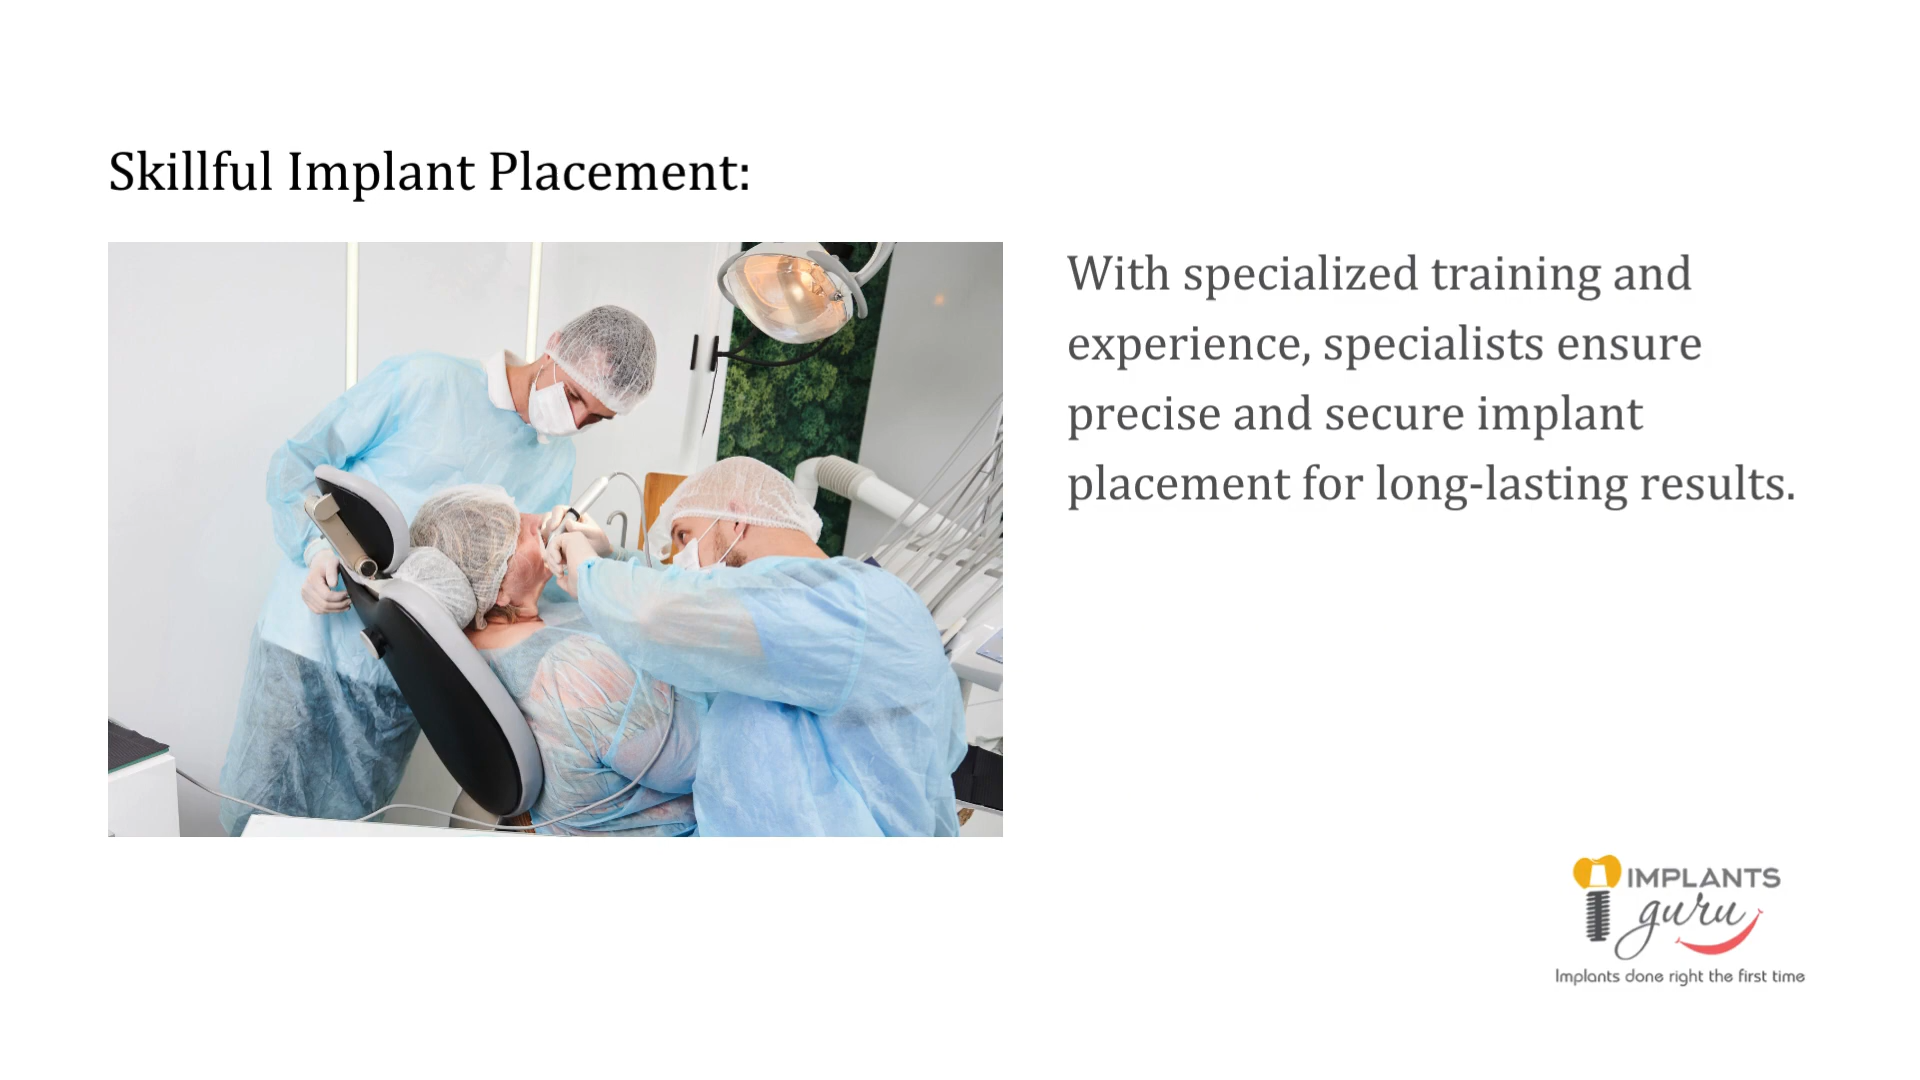 Skillful Implant Placement:
With specialized training and
experience, specialists ensure
precise and secure implant
placement for long-lasting results.
IMPLANTS
guru
Implants done right the first time